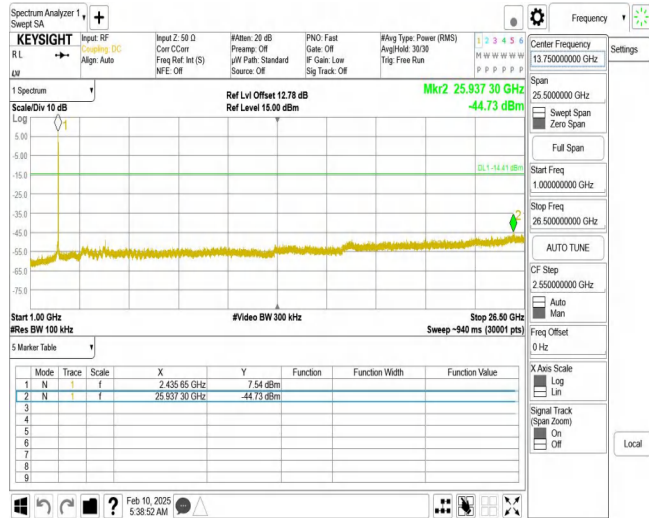 Spectrum Analyzer 1
Swept SA
+
Frequency
KEYSIGHT
RL
Input: RF
Coupling: DC
Align: Auto
Input Z: 50 Ω
Corr CCorr
Freq Ref: Int (S)
NFE: Off
#Atten: 20 dB
Preamp: Off
µW Path: Standard
Source: Off
PNO: Fast
Gate: Off
IF Gain: Low
Sig Track: Off
#Avg Type: Power (RMS)
Avg|Hold: 30/30
Trig: Free Run
1 2 3 4 5 6
M W W W W W
P P P P P P
1 Spectrum
Scale/Div 10 dB
Log
Ref Lvl Offset 12.78 dB
Ref Level 15.00 dBm
Mkr2 25.937 30 GHz
-44.73 dBm
1
5.00
-5.00
-15.0
DL1 -14.41 dBm
-25.0
-35.0
2
-45.0
-55.0
-65.0
-75.0
Start 1.00 GHz
#Res BW 100 kHz
#Video BW 300 kHz
Stop 26.50 GHz
Sweep ~940 ms (30001 pts)
5 Marker Table
Mode Trace Scale X Y Function Function Width Function Value
1 N 1 f 2.435 65 GHz 7.54 dBm
2 N 1 f 25.937 30 GHz -44.73 dBm
3
4
5
6
7
8
9
?
Feb 10, 2025
5:38:52 AM
Center Frequency
13.750000000 GHz
Settings
Span
25.5000000 GHz
Swept Span
Zero Span
Full Span
Start Freq
1.000000000 GHz
Stop Freq
26.500000000 GHz
AUTO TUNE
CF Step
2.550000000 GHz
Auto
Man
Freq Offset
0 Hz
X Axis Scale
Log
Lin
Signal Track
(Span Zoom)
On
Off
Local